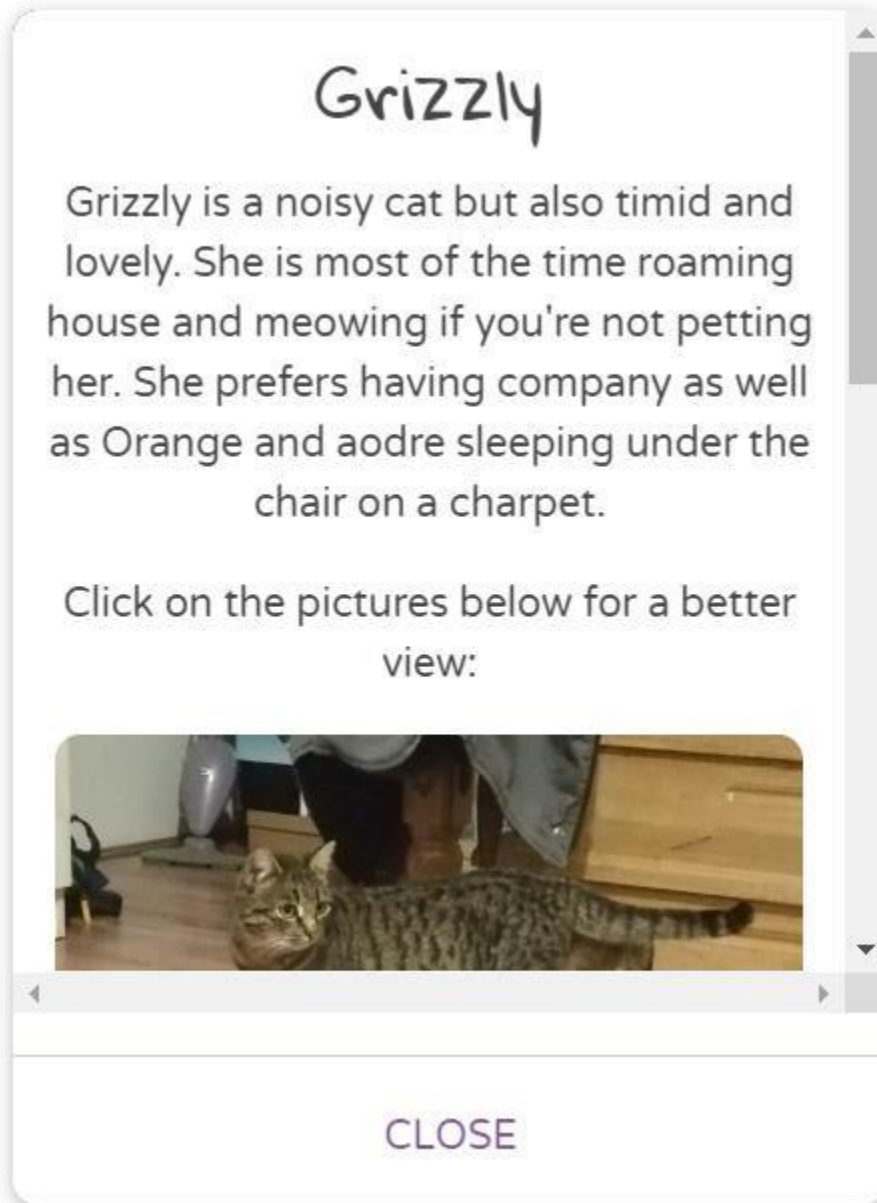 Grizzly
Grizzly is a noisy cat but also timid and
lovely. She is most of the time roaming
house and meowing if you're not petting
her. She prefers having company as well
as Orange and aodre sleeping under the
chair on a charpet.
Click on the pictures below for a better
view:
CLOSE